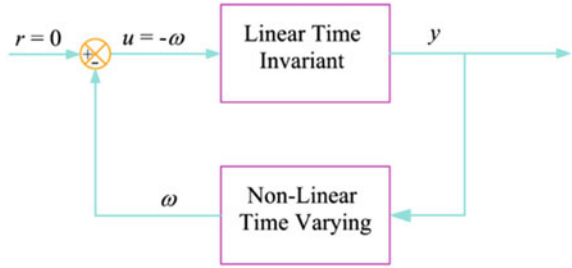 r = 0
+
-
u = -ω
Linear Time
Invariant
y
ω
Non-Linear
Time Varying